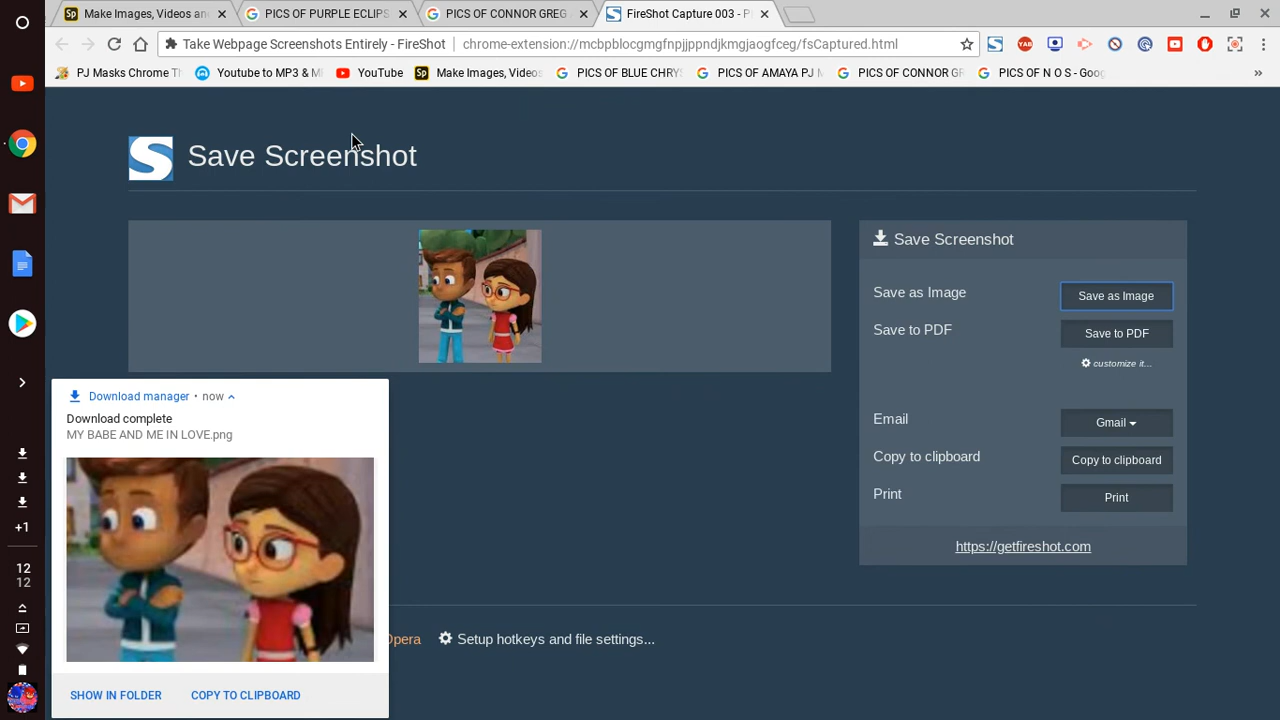 Make Images, Videos an
PICS OF PURPLE ECLIPS
PICS OF CONNOR GREG
FireShot Capture 003 - P
Take Webpage Screenshots Entirely - FireShot
chrome-extension://mcbpblocgmgfnpjjppndjkmgjaogfceg/fsCaptured.html
PJ Masks Chrome Th
Youtube to MP3 & M
YouTube
Make Images, Videos
PICS OF BLUE CHRYS
PICS OF AMAYA PJ M
PICS OF CONNOR GR
PICS OF N O S - Goog
Save Screenshot
Save Screenshot
Save as Image
Save as Image
Save to PDF
Save to PDF
customize it...
Email
Gmail
Copy to clipboard
Copy to clipboard
Print
Print
https://getfireshot.com
Download manager • now
Download complete
MY BABE AND ME IN LOVE.png
SHOW IN FOLDER
COPY TO CLIPBOARD
Opera
Setup hotkeys and file settings...
+1
12
12